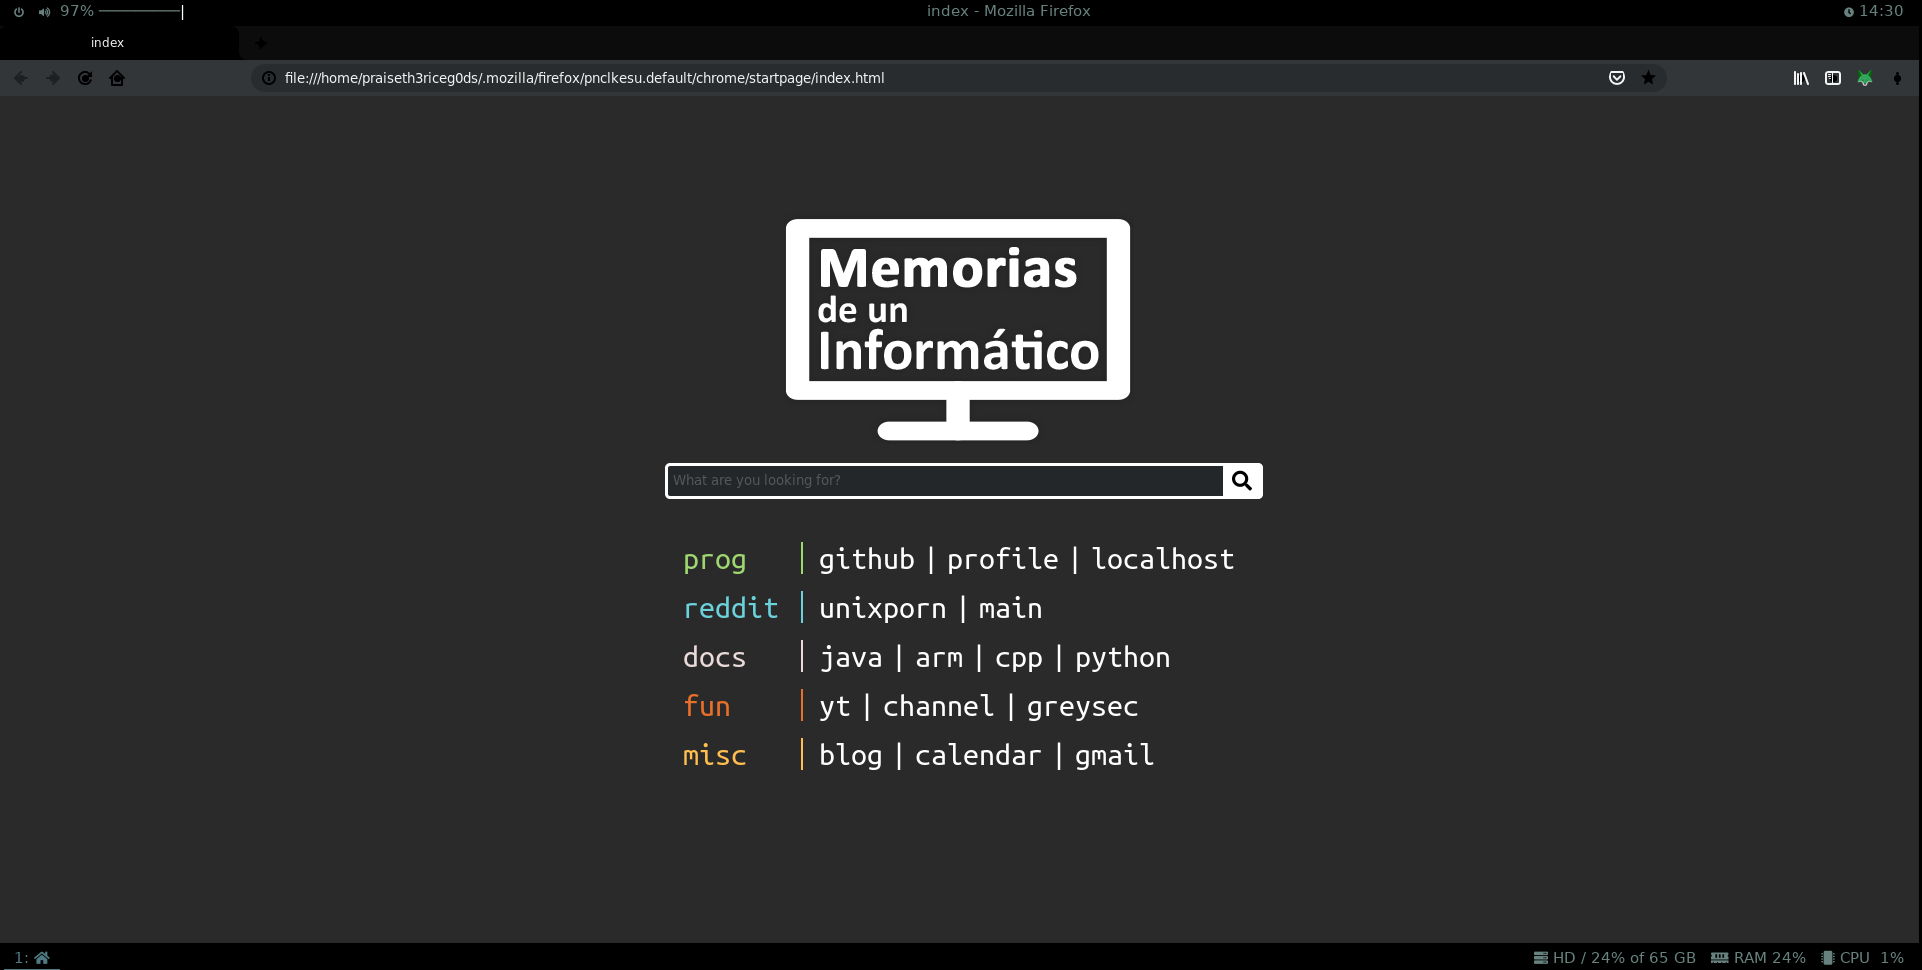 97%
index - Mozilla Firefox
14:30
index
file:///home/praiseth3riceg0ds/.mozilla/firefox/pnclkesu.default/chrome/startpage/index.html
Memorias
de un
Informático
What are you looking for?
prog | github | profile | localhost
reddit | unixporn | main
docs | java | arm | cpp | python
fun | yt | channel | greysec
misc | blog | calendar | gmail
1:
HD / 24% of 65 GB RAM 24% CPU 1%